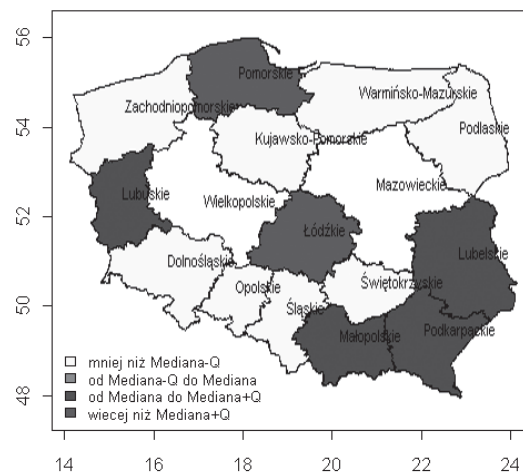 56
54
52
50
48
Pomorskie
Warmińsko-Mazurskie
Zachodniopomorskie
Podlaskie
Kujawsko-Pomorskie
Mazowieckie
Lubuskie
Wielkopolskie
Łódźkie
Lubelskie
Dolnośląskie
Świętokrzyskie
Opolskie
Śląskie
Małopolskie
Podkarpackie
mniej niż Mediana-Q
od Mediana-Q do Mediana
od Mediana do Mediana+Q
wiecej niż Mediana+Q
14 16 18 20 22 24